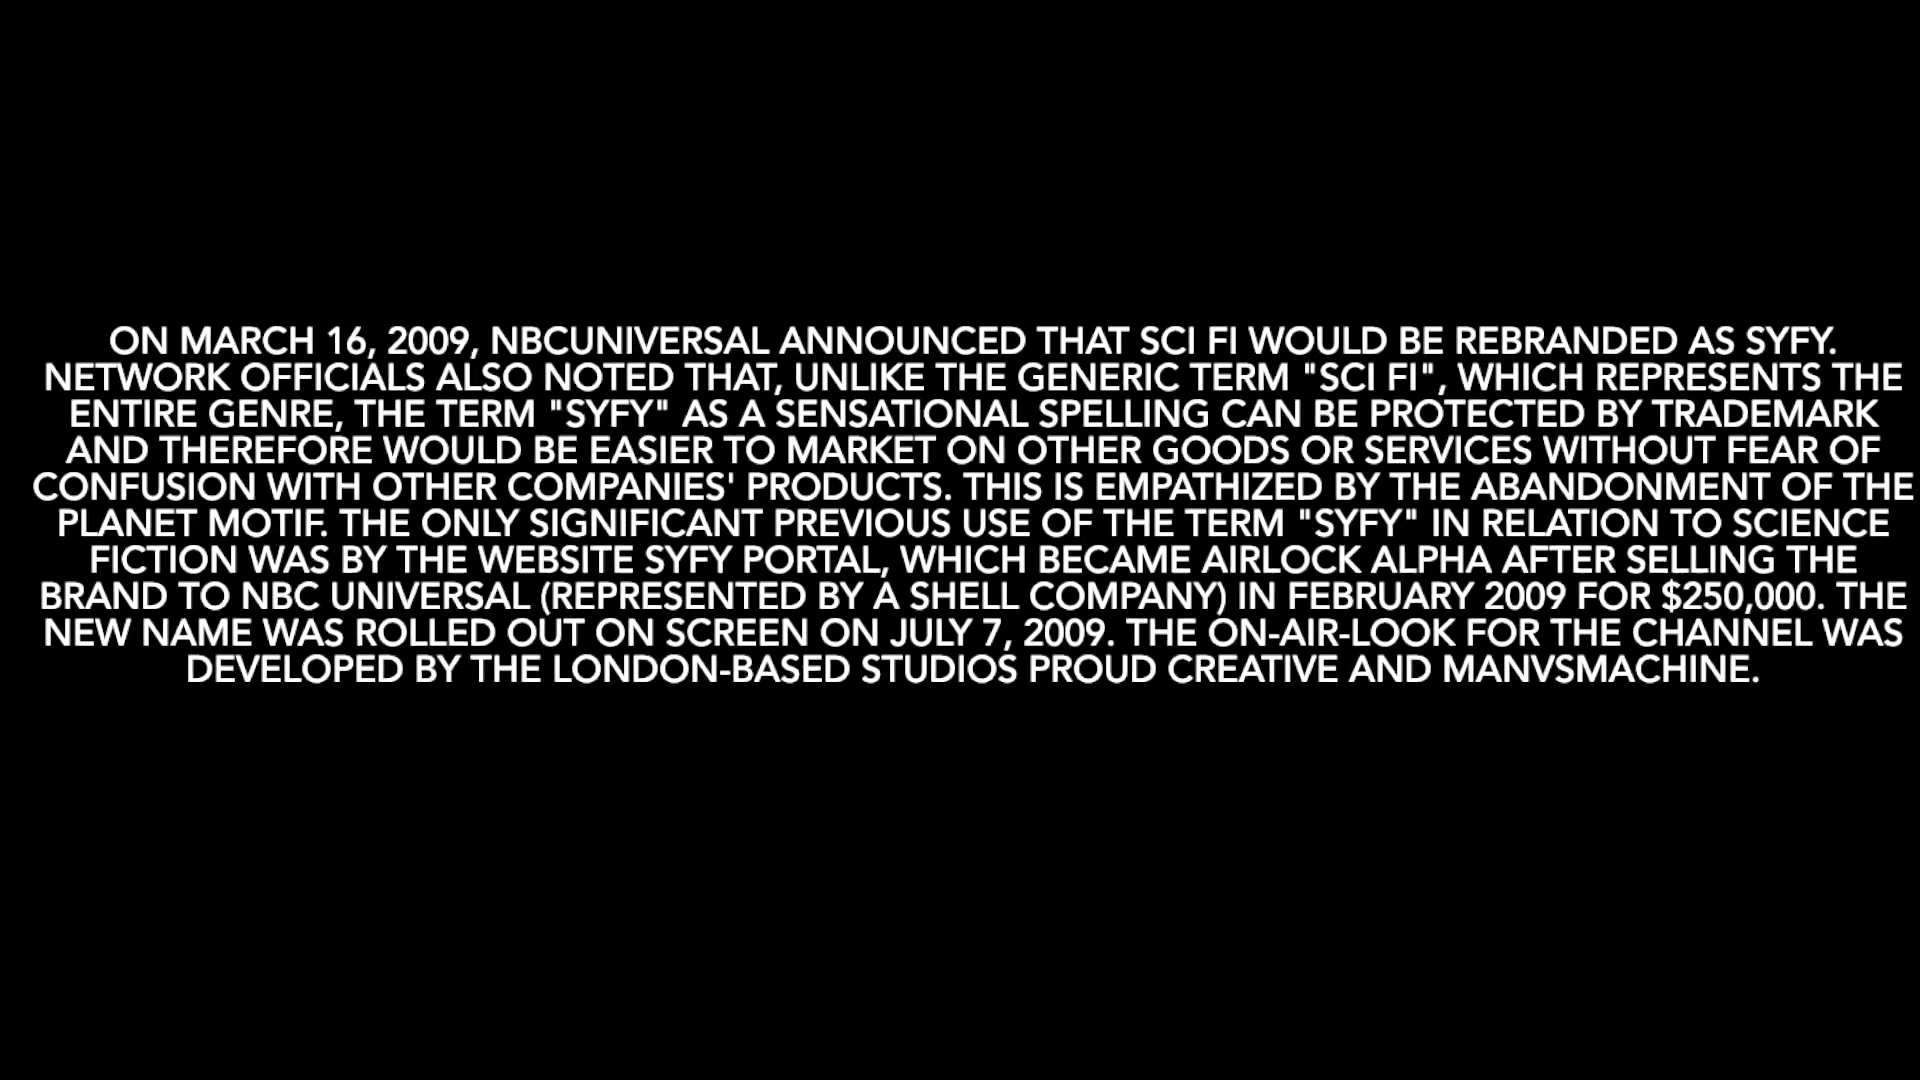 ON MARCH 16, 2009, NBCUNIVERSAL ANNOUNCED THAT SCI FI WOULD BE REBRANDED AS SYFY.
NETWORK OFFICIALS ALSO NOTED THAT, UNLIKE THE GENERIC TERM "SCI FI", WHICH REPRESENTS THE
ENTIRE GENRE, THE TERM "SYFY" AS A SENSATIONAL SPELLING CAN BE PROTECTED BY TRADEMARK
AND THEREFORE WOULD BE EASIER TO MARKET ON OTHER GOODS OR SERVICES WITHOUT FEAR OF
CONFUSION WITH OTHER COMPANIES' PRODUCTS. THIS IS EMPATHIZED BY THE ABANDONMENT OF THE
PLANET MOTIF. THE ONLY SIGNIFICANT PREVIOUS USE OF THE TERM "SYFY" IN RELATION TO SCIENCE
FICTION WAS BY THE WEBSITE SYFY PORTAL, WHICH BECAME AIRLOCK ALPHA AFTER SELLING THE
BRAND TO NBC UNIVERSAL (REPRESENTED BY A SHELL COMPANY) IN FEBRUARY 2009 FOR $250,000. THE
NEW NAME WAS ROLLED OUT ON SCREEN ON JULY 7, 2009. THE ON-AIR-LOOK FOR THE CHANNEL WAS
DEVELOPED BY THE LONDON-BASED STUDIOS PROUD CREATIVE AND MANVSMACHINE.